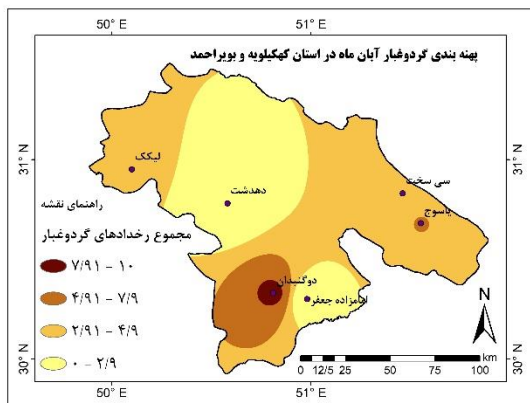 50° E 51° E
پهنه بندی گردوغبار آبان ماه در استان کهکیلویه و بویراحمد
31° N 31° N
لیکک
سی سخت
دهدشت
یاسوج
راهنمای نقشه
مجموع رخدادهای گردوغبار
۷/۹۱ - ۱۰
۴/۹۱ - ۷/۹
۲/۹۱ - ۴/۹
۰ - ۲/۹
دوگنبدان
امامزاده جعفر
N
30° N 30° N
0 12/5 25 50 75 100
km
50° E 51° E